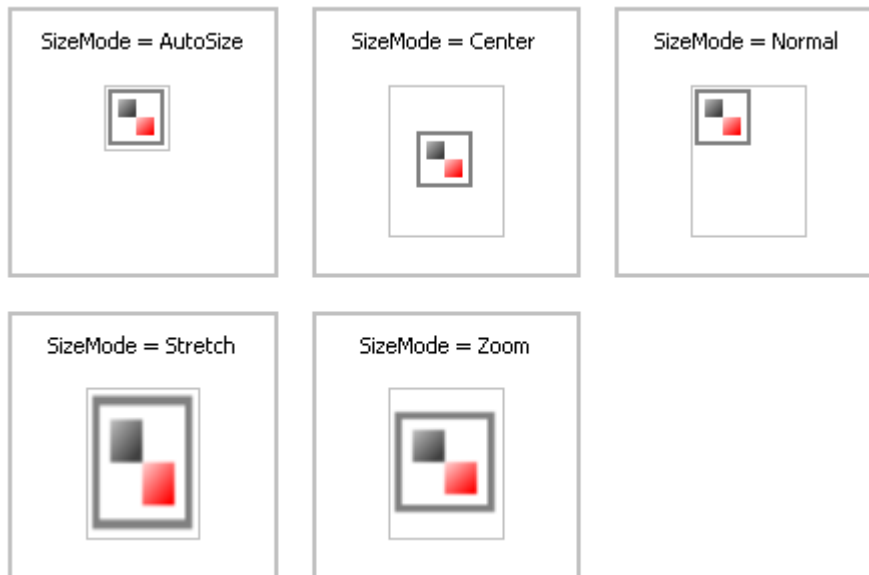 SizeMode = AutoSize
SizeMode = Center
SizeMode = Normal
SizeMode = Stretch
SizeMode = Zoom